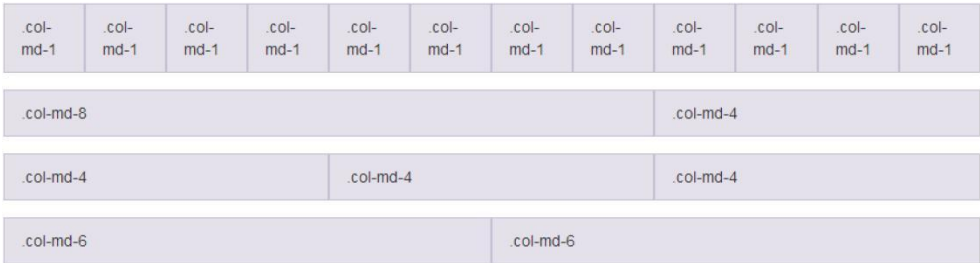 .col- .col- .col- .col- .col- .col- .col- .col- .col- .col- .col- .col-
md-1 md-1 md-1 md-1 md-1 md-1 md-1 md-1 md-1 md-1 md-1 md-1
.col-md-8 .col-md-4
.col-md-4 .col-md-4 .col-md-4
.col-md-6 .col-md-6